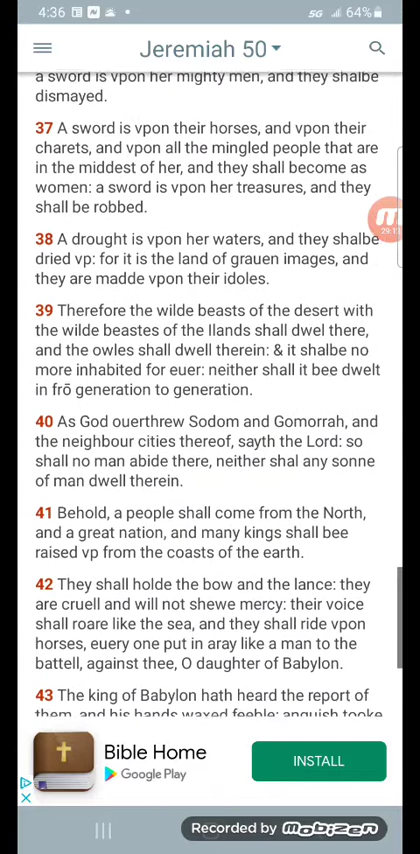 4:36
5G 64%
Jeremiah 50
a sword is vpon her mighty men, and they shalbe
dismayed.
37 A sword is vpon their horses, and vpon their
charets, and vpon all the mingled people that are
in the middest of her, and they shall become as
women: a sword is vpon her treasures, and they
shall be robbed.
29:1
38 A drought is vpon her waters, and they shalbe
dried vp: for it is the land of grauen images, and
they are madde vpon their idoles.
39 Therefore the wilde beasts of the desert with
the wilde beastes of the Ilands shall dwel there,
and the owles shall dwell therein: & it shalbe no
more inhabited for euer: neither shall it bee dwelt
in frō generation to generation.
40 As God ouerthrew Sodom and Gomorrah, and
the neighbour cities thereof, sayth the Lord: so
shall no man abide there, neither shal any sonne
of man dwell therein.
41 Behold, a people shall come from the North,
and a great nation, and many kings shall bee
raised vp from the coasts of the earth.
42 They shall holde the bow and the lance: they
are cruell and will not shewe mercy: their voice
shall roare like the sea, and they shall ride vpon
horses, euery one put in aray like a man to the
battell, against thee, O daughter of Babylon.
43 The king of Babylon hath heard the report of
them, and his hands waxed feeble: anguish tooke
Bible Home
Google Play
INSTALL
Recorded by mobizen